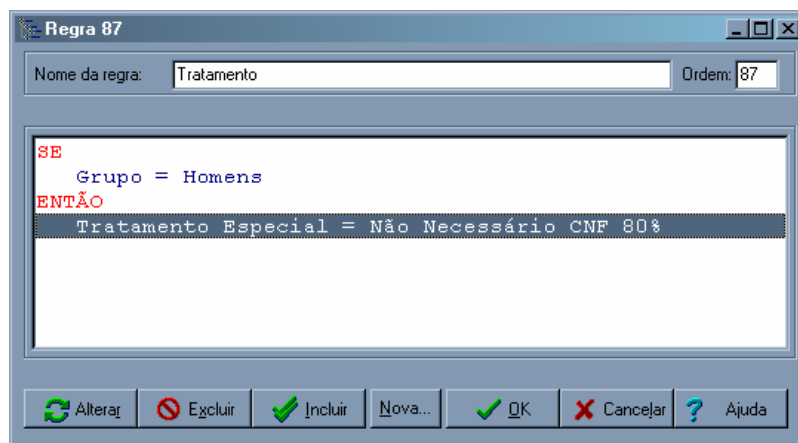 Regra 87
Nome da regra: Tratamento Ordem: 87
SE
Grupo = Homens
ENTÃO
Tratamento Especial = Não Necessário CNF 80%
Alterar Excluir Incluir Nova... OK Cancelar Ajuda